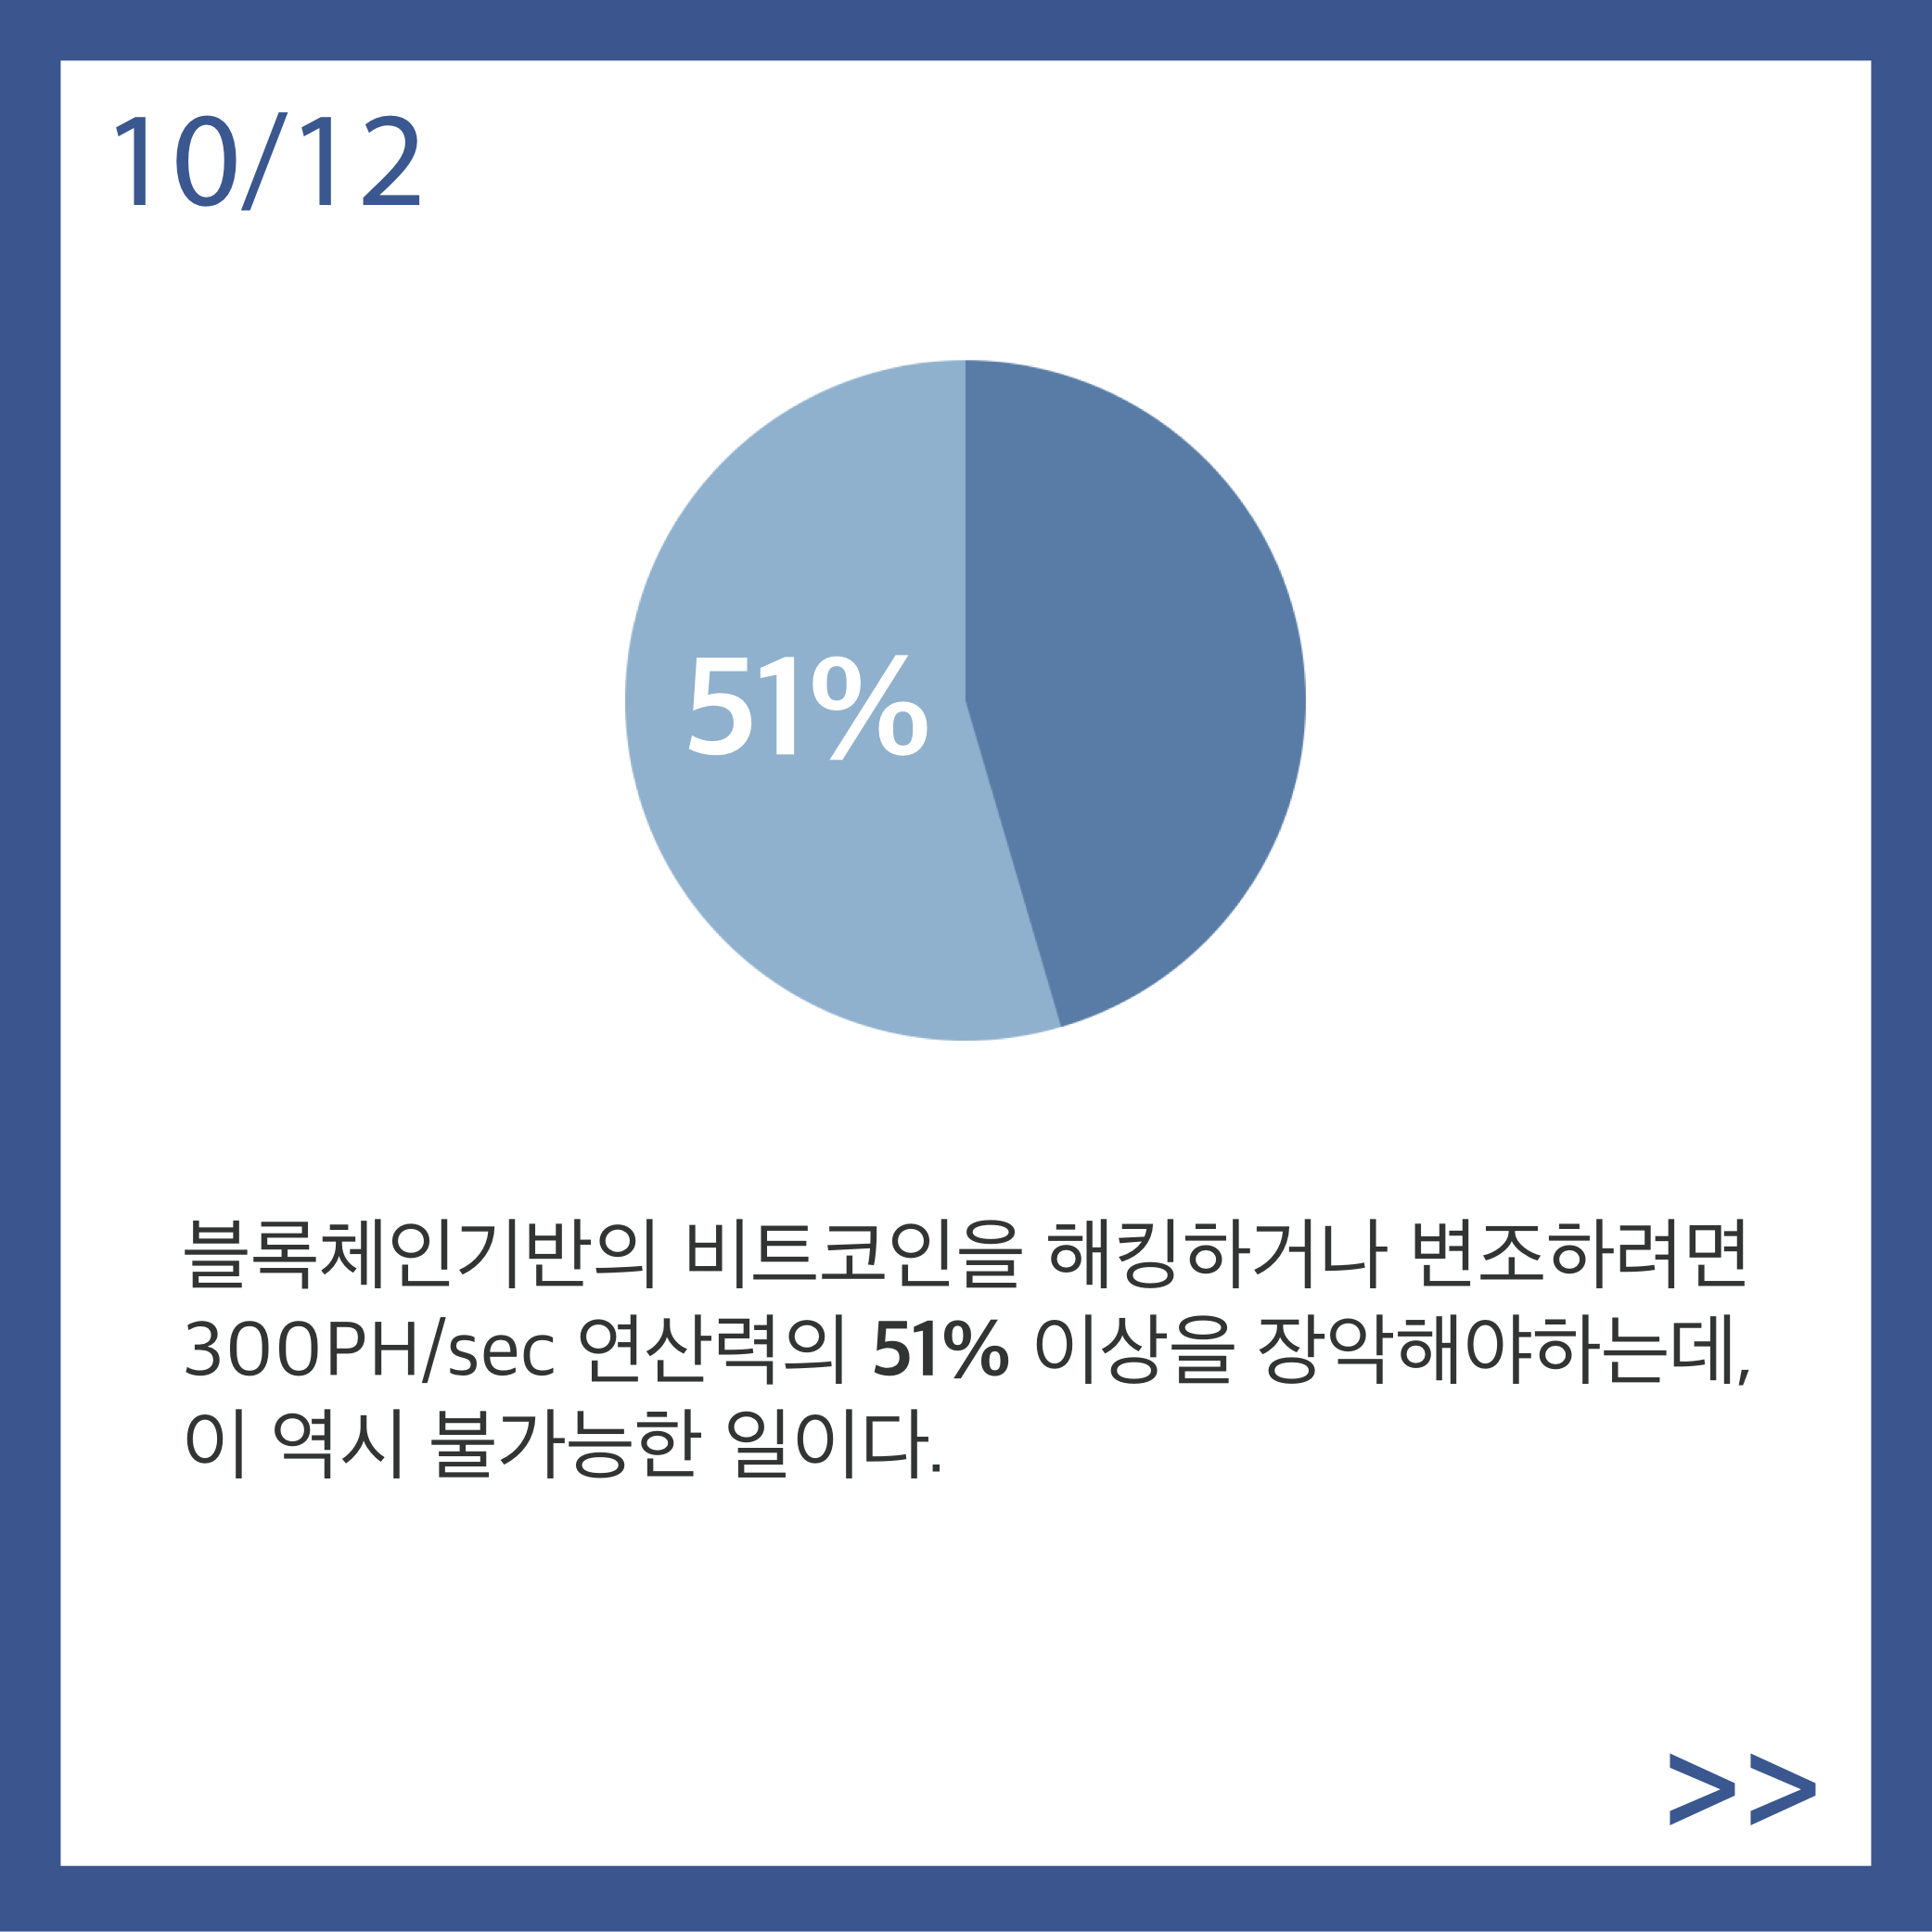 10/12
51%
블록체인기반의 비트코인을 해킹하거나 변조하려면
300PH/sec 연산력의 51% 이상을 장악해야하는데,
이 역시 불가능한 일이다.
>>